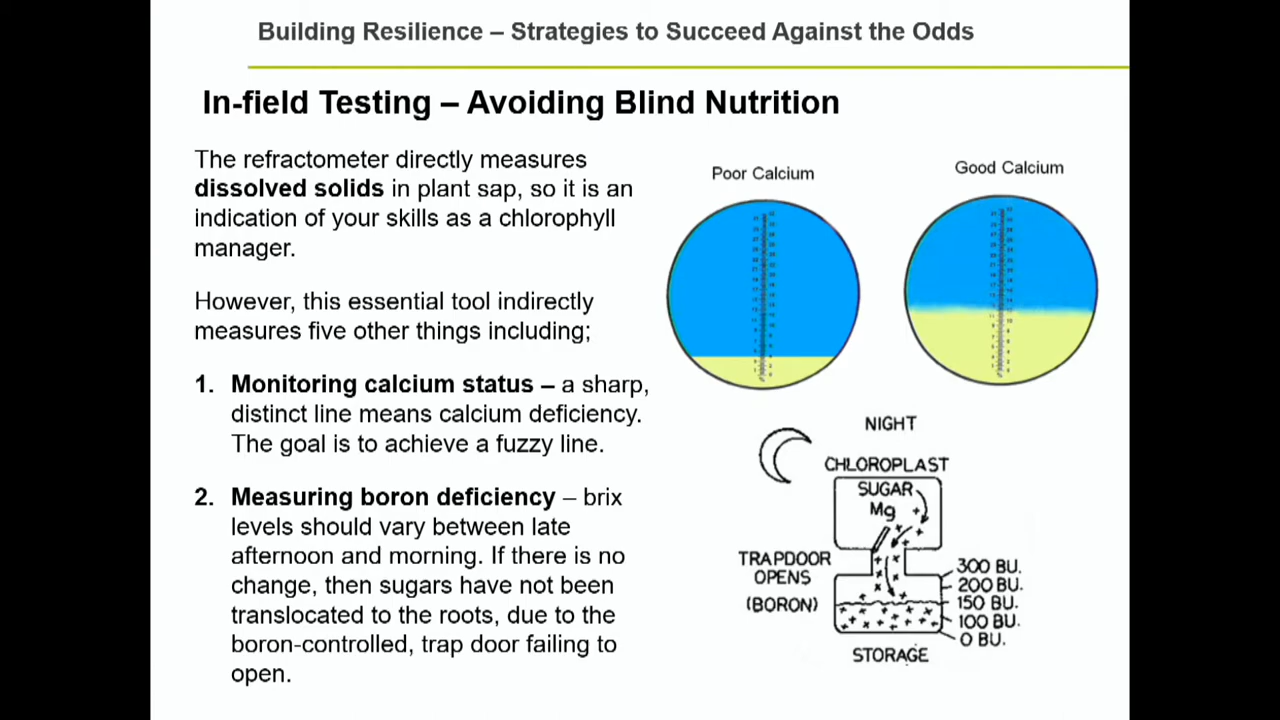 Building Resilience – Strategies to Succeed Against the Odds
In-field Testing – Avoiding Blind Nutrition
The refractometer directly measures
dissolved solids in plant sap, so it is an
indication of your skills as a chlorophyll
manager.
However, this essential tool indirectly
measures five other things including;
1. Monitoring calcium status – a sharp,
distinct line means calcium deficiency.
The goal is to achieve a fuzzy line.
2. Measuring boron deficiency – brix
levels should vary between late
afternoon and morning. If there is no
change, then sugars have not been
translocated to the roots, due to the
boron-controlled, trap door failing to
open.
Poor Calcium
Good Calcium
NIGHT
CHLOROPLAST
SUGAR
Mg
TRAPDOOR
OPENS
(BORON)
300 BU.
200 BU.
150 BU.
100 BU.
0 BU.
STORAGE